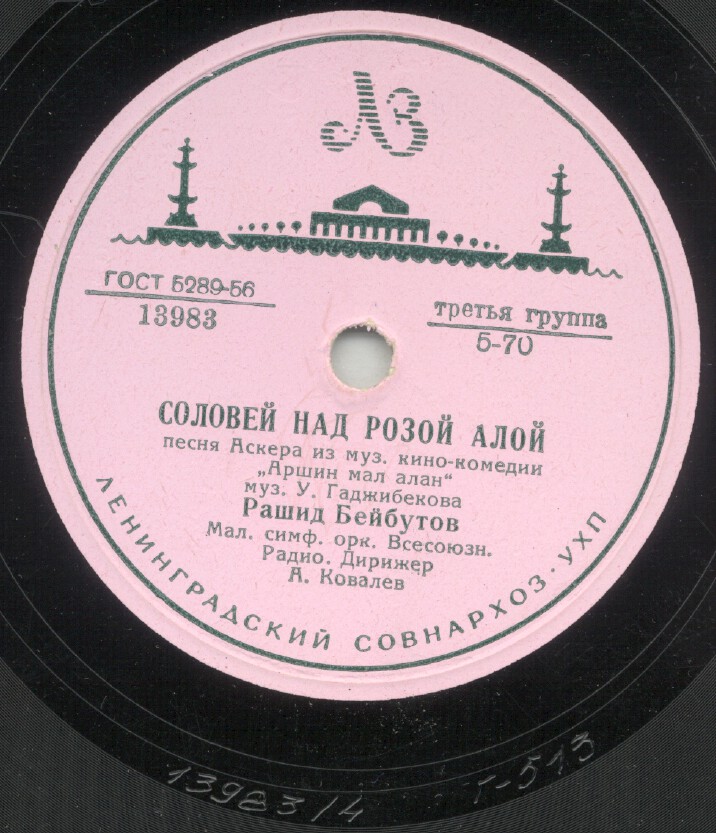 ЛЗ
ГОСТ 5289-56
13983
третья группа
5-70
СОЛОВЕЙ НАД РОЗОЙ АЛОЙ
песня Аскера из муз. кино-комедии
„Аршин мал алан“
муз. У. Гаджибекова
Рашид Бейбутов
Мал. симф. орк. Всесоюзн.
Радио. Дирижер
А. Ковалев
ЛЕНИНГРАДСКИЙ СОВНАРХОЗ · УХП
13983/4 Г-513